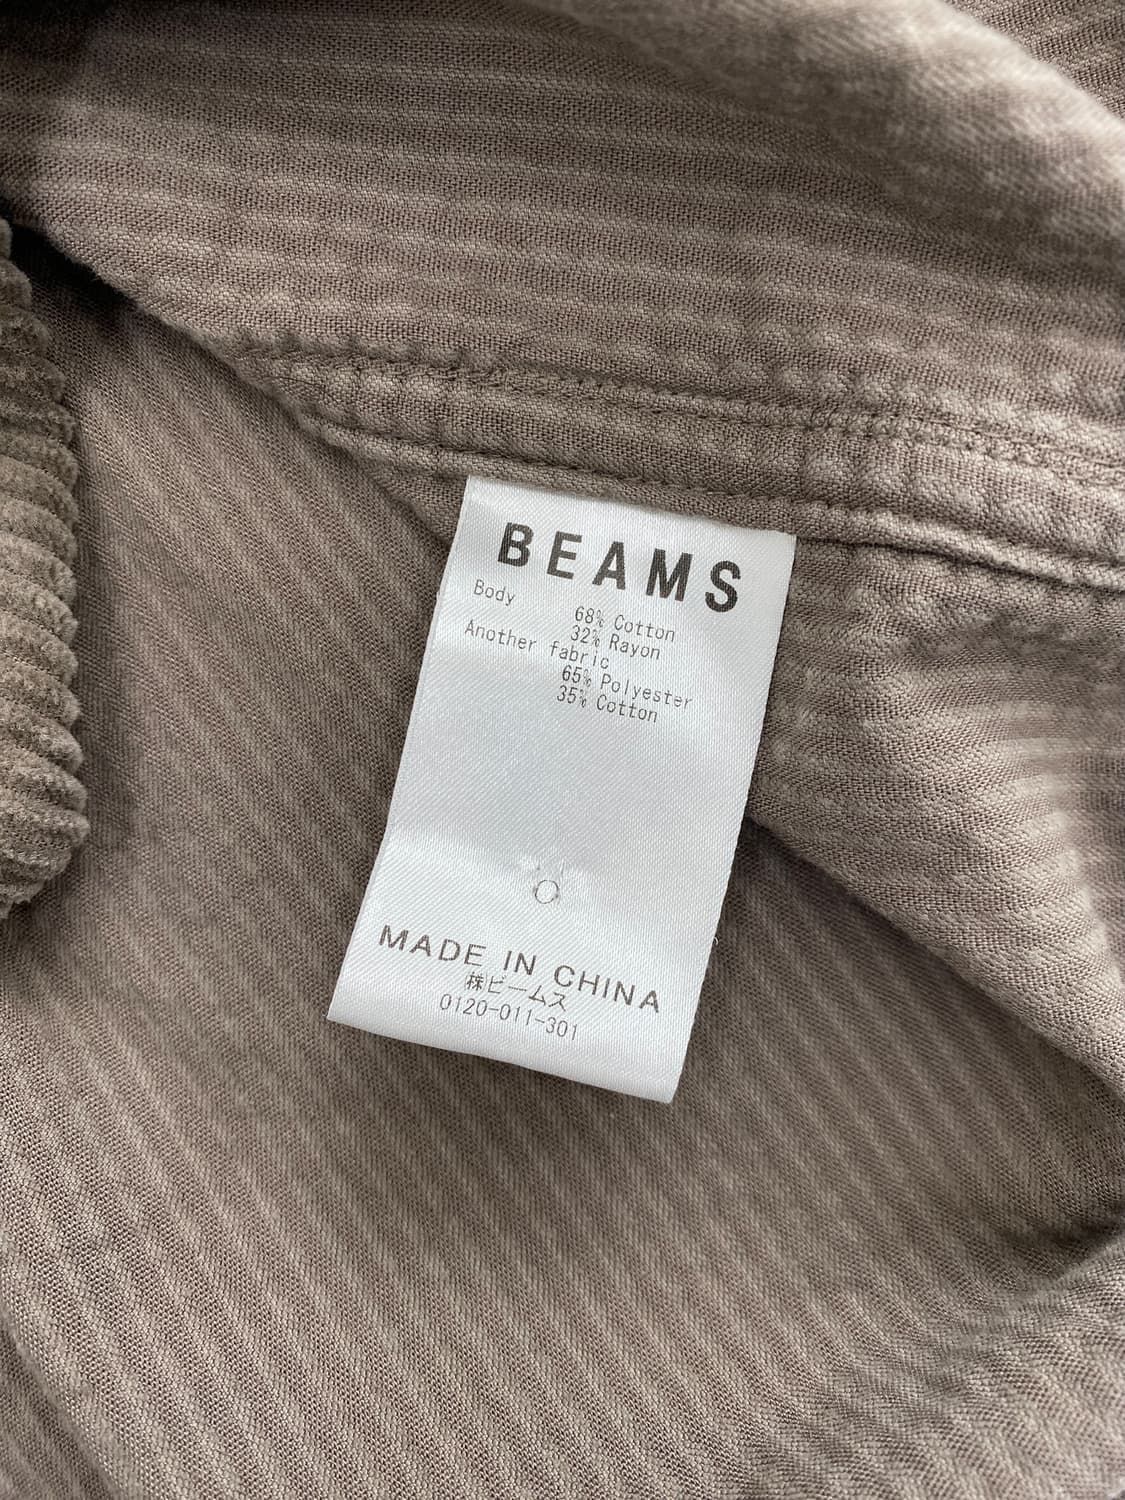 BEAMS
Body
68% Cotton
32% Rayon
Another fabric
65% Polyester
35% Cotton
MADE IN CHINA
㈱ビームス
0120-011-301